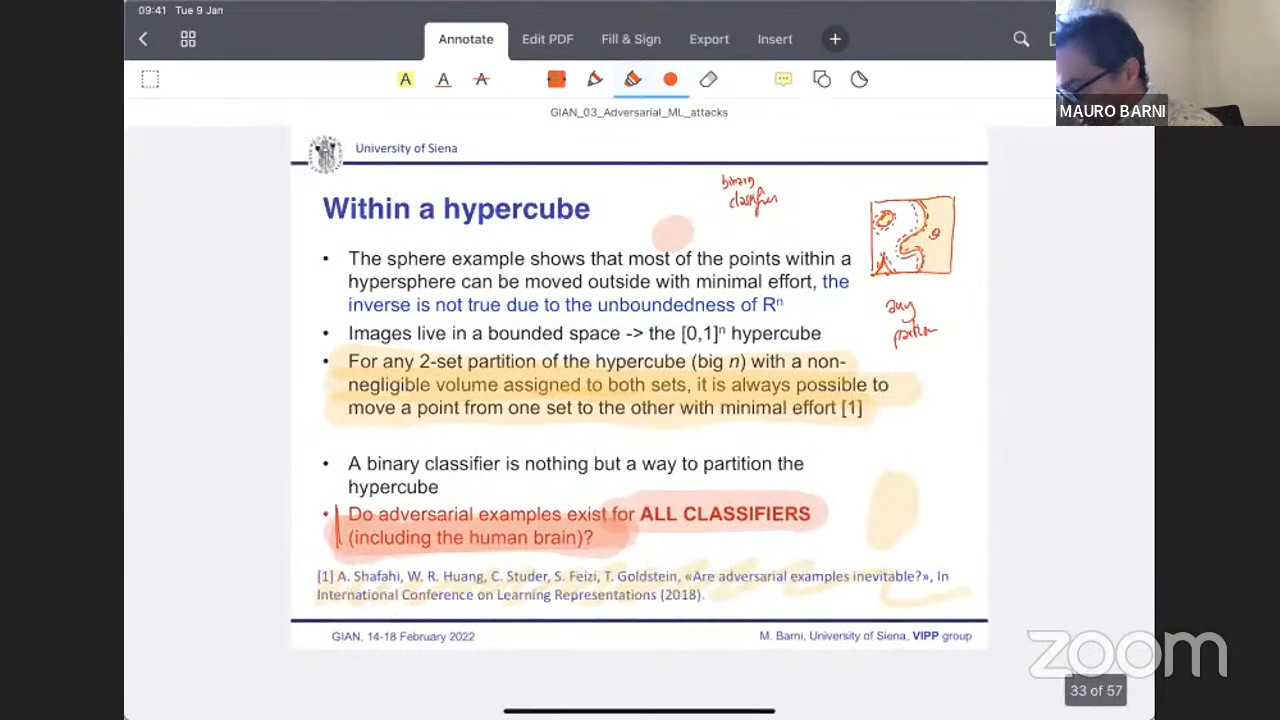 09:41 Tue 9 Jan
Annotate
Edit PDF
Fill & Sign
Export
Insert
+
MAURO BARNI
A A A
GIAN_03_Adversarial_ML_attacks
University of Siena
binary
classifier
Within a hypercube
• The sphere example shows that most of the points within a
hypersphere can be moved outside with minimal effort, the
inverse is not true due to the unboundedness of Rⁿ
• Images live in a bounded space -> the [0,1]ⁿ hypercube
• For any 2-set partition of the hypercube (big n) with a non-
negligible volume assigned to both sets, it is always possible to
move a point from one set to the other with minimal effort [1]
any
partition
• A binary classifier is nothing but a way to partition the
hypercube
• Do adversarial examples exist for ALL CLASSIFIERS
(including the human brain)?
[1] A. Shafahi, W. R. Huang, C. Studer, S. Feizi, T. Goldstein, «Are adversarial examples inevitable?», In
International Conference on Learning Representations (2018).
GIAN, 14-18 February 2022
M. Barni, University of Siena, VIPP group
zoom
33 of 57